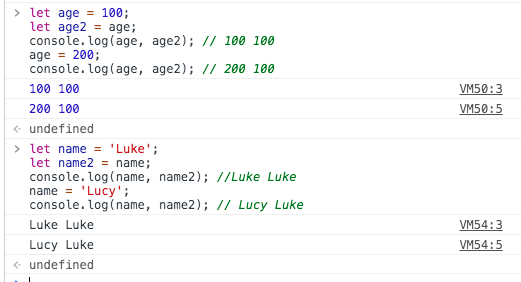 > let age = 100;
let age2 = age;
console.log(age, age2); // 100 100
age = 200;
console.log(age, age2); // 200 100
100 100 VM50:3
200 100 VM50:5
< undefined
> let name = 'Luke';
let name2 = name;
console.log(name, name2); //Luke Luke
name = 'Lucy';
console.log(name, name2); // Lucy Luke
Luke Luke VM54:3
Lucy Luke VM54:5
< undefined